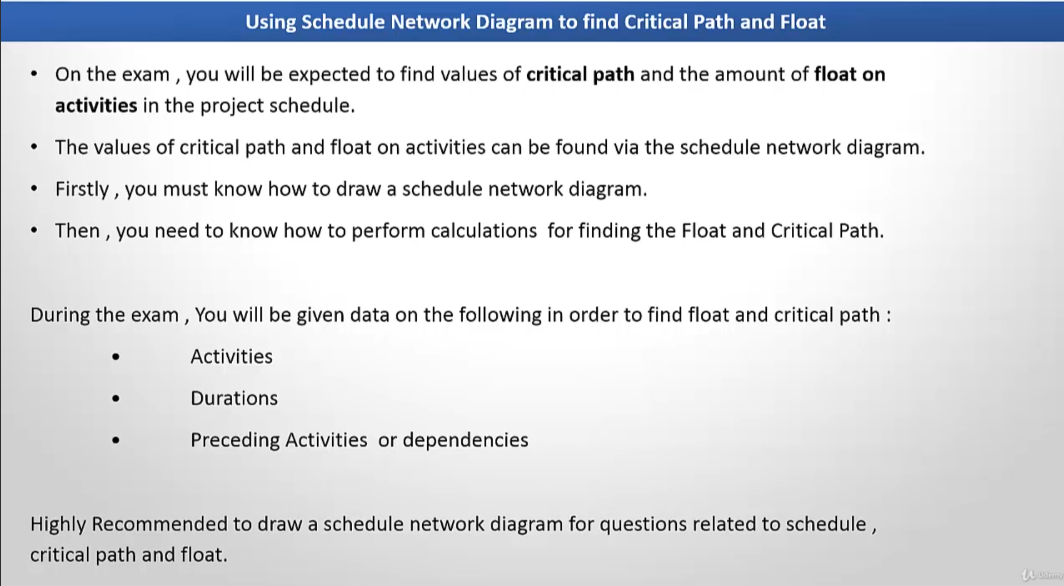 Using Schedule Network Diagram to find Critical Path and Float
• On the exam , you will be expected to find values of critical path and the amount of float on
activities in the project schedule.
• The values of critical path and float on activities can be found via the schedule network diagram.
• Firstly , you must know how to draw a schedule network diagram.
• Then , you need to know how to perform calculations  for finding the Float and Critical Path.
During the exam , You will be given data on the following in order to find float and critical path :
• Activities
• Durations
• Preceding Activities  or dependencies
Highly Recommended to draw a schedule network diagram for questions related to schedule ,
critical path and float.
Udemy